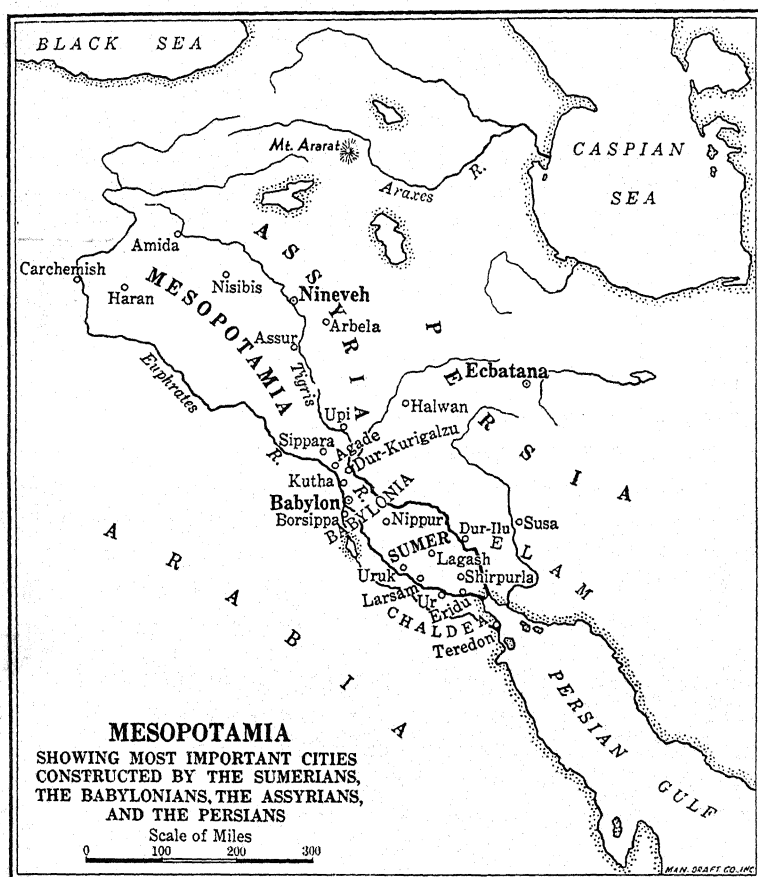 BLACK SEA
CASPIAN
SEA
Mt. Ararat
Araxes R.
ASSYRIA
Amida
Carchemish
Haran
Nisibis
Nineveh
MESOPOTAMIA
Arbela
Assur
Tigris
R.
Euphrates
R.
PERSIA
Ecbatana
Halwan
Upi
Sippara
Agade
Dur-Kurigalzu
Kutha
Babylon
BABYLONIA
Borsippa
Nippur
Dur-Ilu
Susa
ELAM
SUMER
Lagash
Uruk
Shirpurla
Larsam
Ur
Eridu
CHALDEA
Teredon
ARABIA
PERSIAN
GULF
MESOPOTAMIA
SHOWING MOST IMPORTANT CITIES
CONSTRUCTED BY THE SUMERIANS,
THE BABYLONIANS, THE ASSYRIANS,
AND THE PERSIANS
Scale of Miles
0 100 200 300
MAN. DRAFT CO., INC